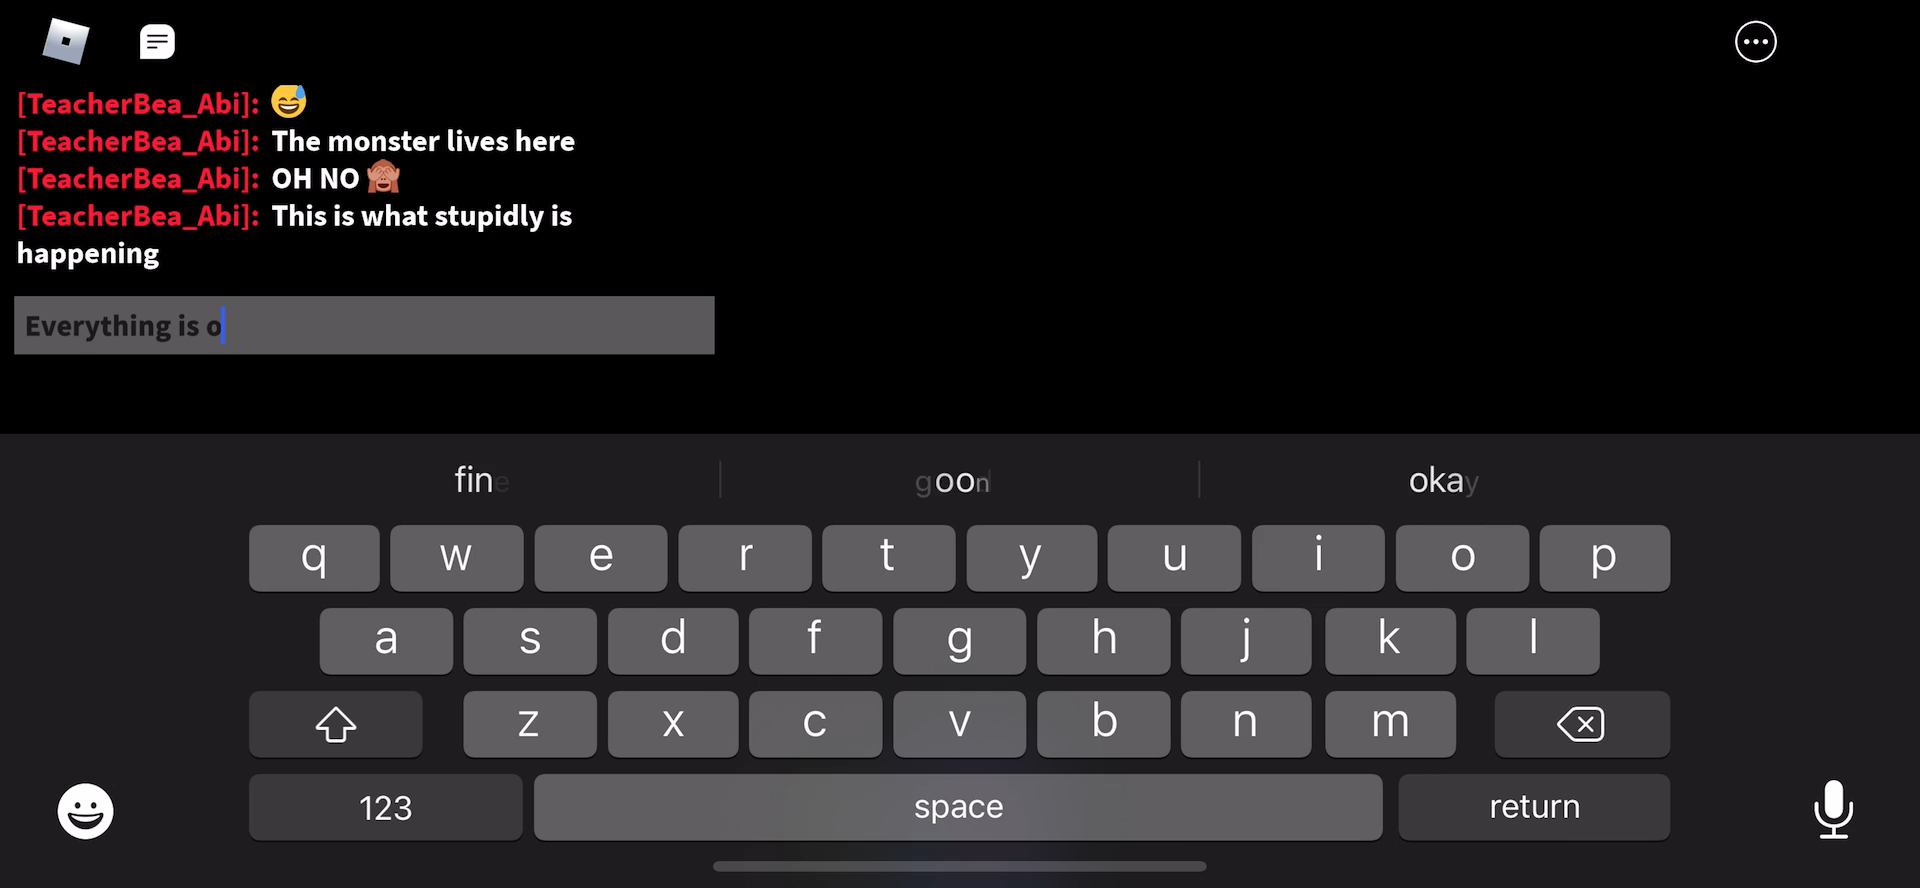 [TeacherBea_Abi]: 😅
[TeacherBea_Abi]: The monster lives here
[TeacherBea_Abi]: OH NO 🙈
[TeacherBea_Abi]: This is what stupidly is
happening
Everything is o
fine okay
q w e r t y u i o p
a s d f g h j k l
z x c v b n m
123 space return